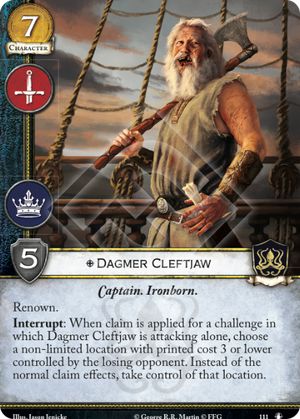 7
CHARACTER
5
DAGMER CLEFTJAW
Captain. Ironborn.
Renown.
Interrupt: When claim is applied for a challenge in
which Dagmer Cleftjaw is attacking alone, choose
a non-limited location with printed cost 3 or lower
controlled by the losing opponent. Instead of the
normal claim effects, take control of that location.
Illus. Jason Jenicke
© George R.R. Martin © FFG
111